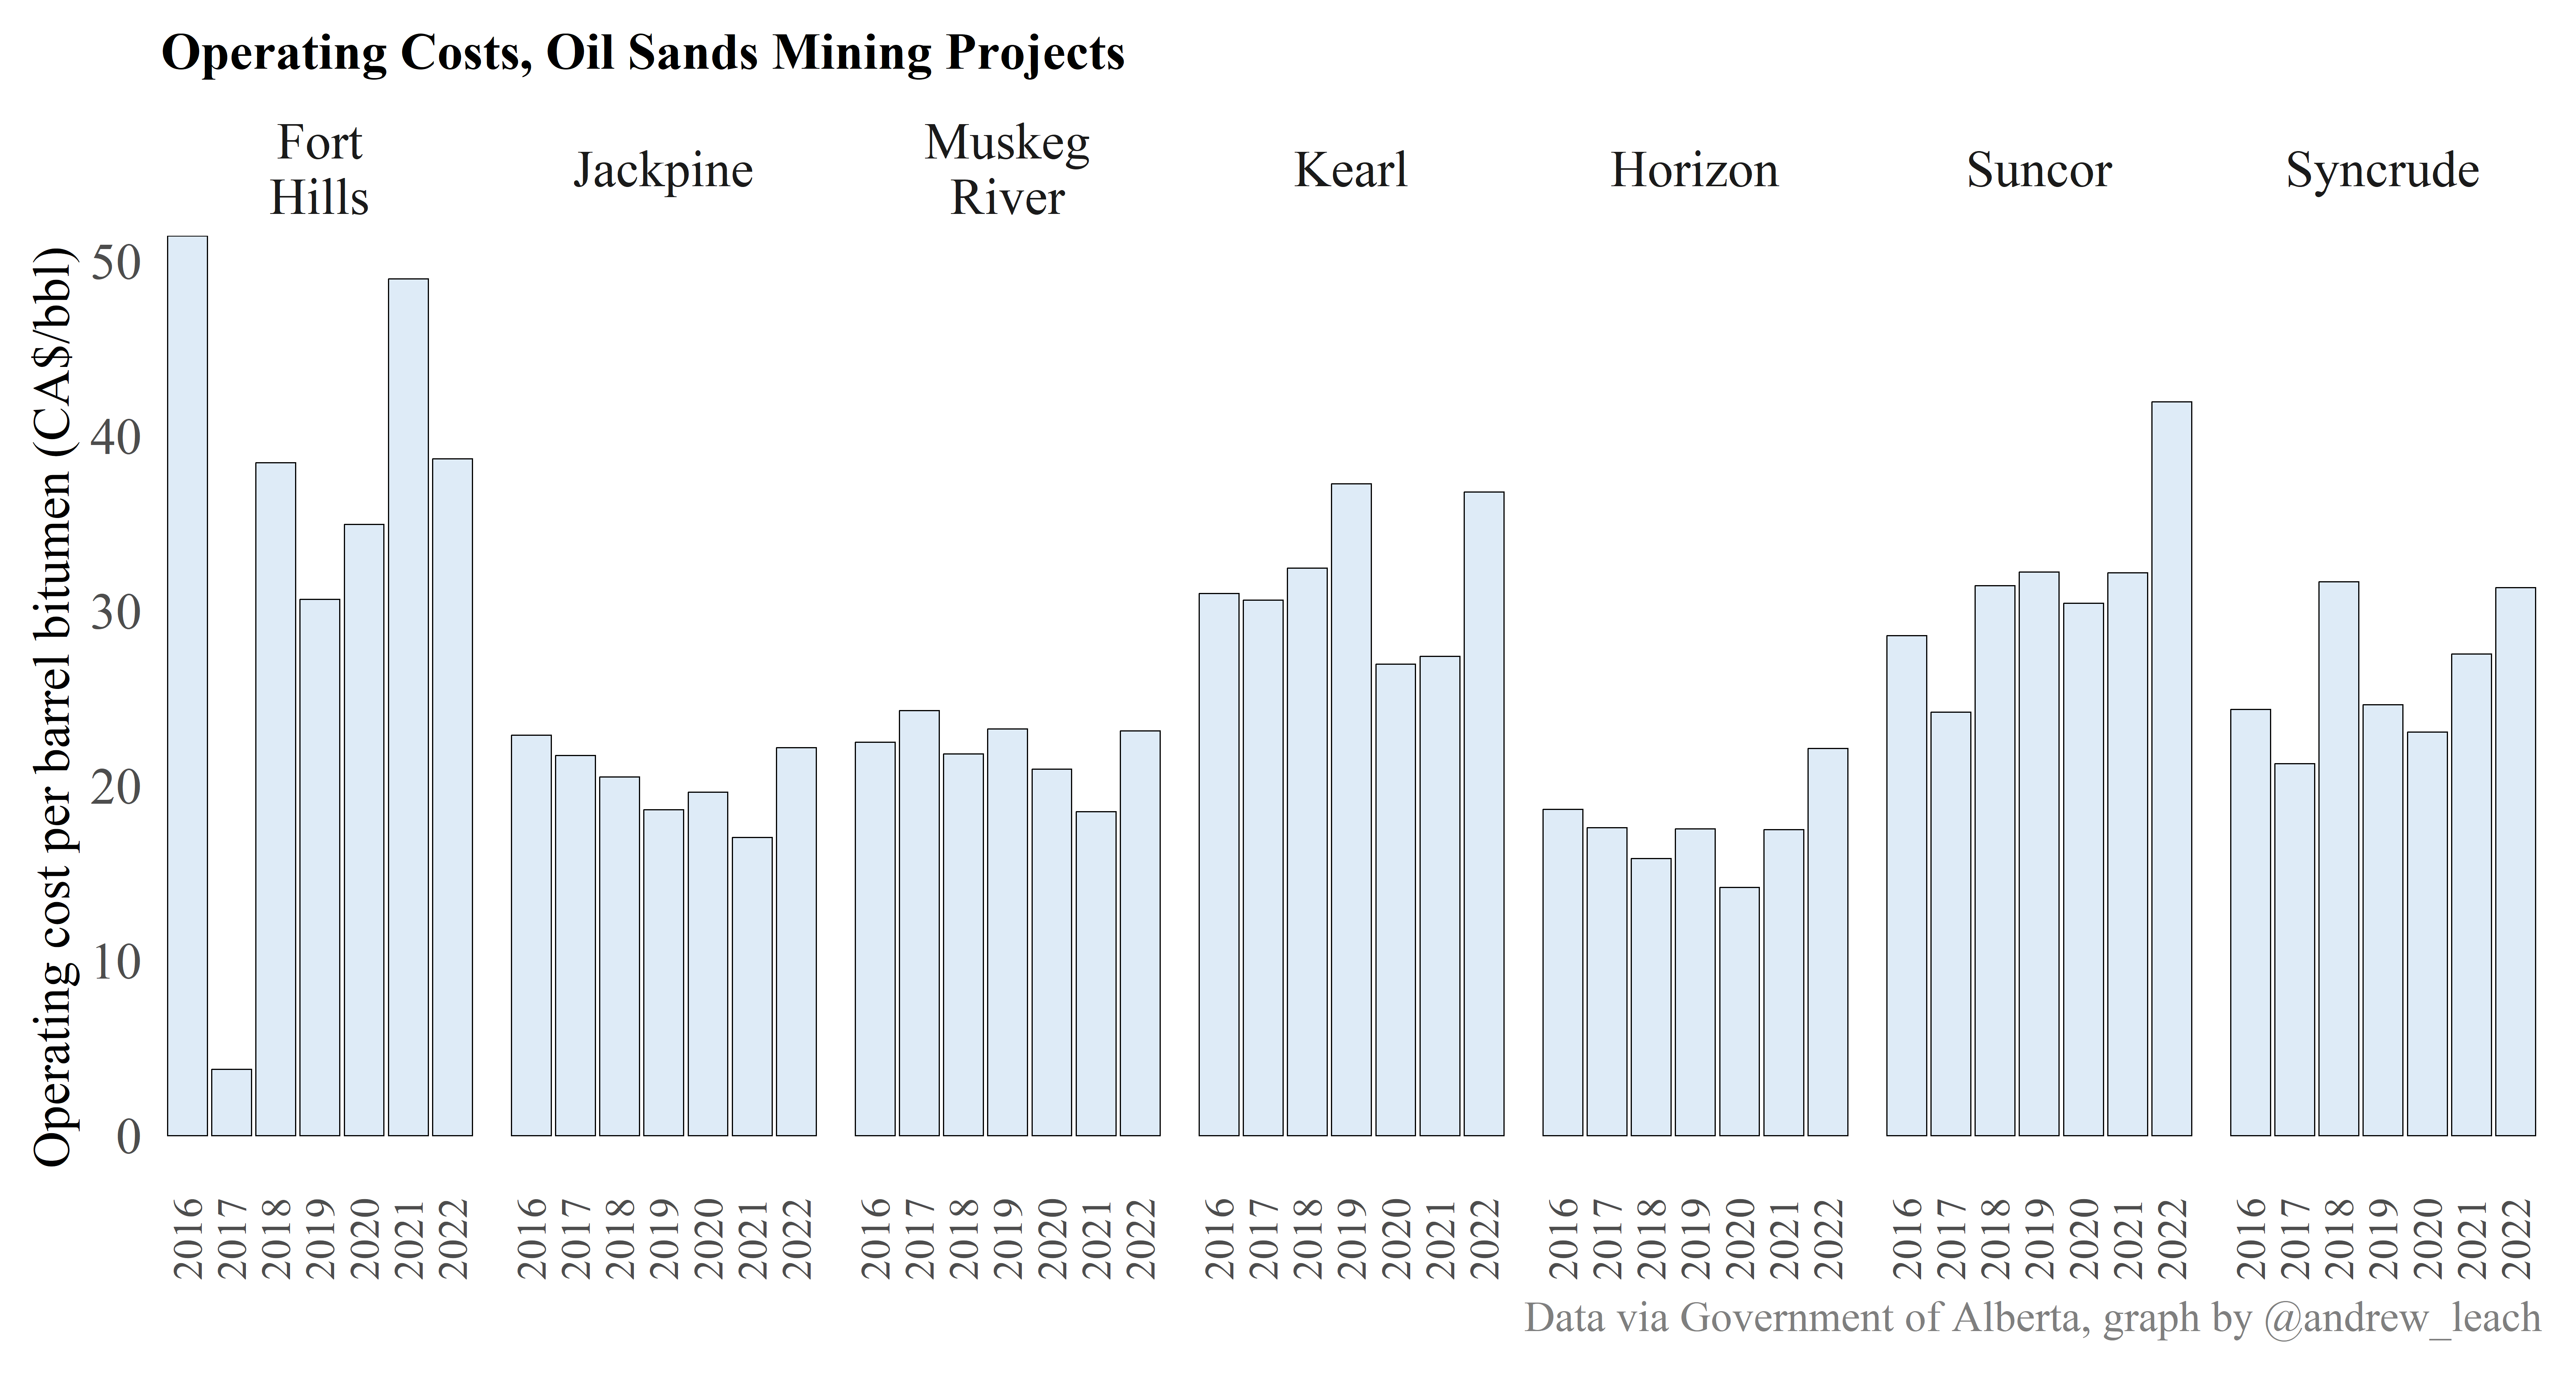 Operating Costs, Oil Sands Mining Projects
Fort
Hills
Jackpine
Muskeg
River
Kearl
Horizon
Suncor
Syncrude
Operating cost per barrel bitumen (CA$/bbl)
50
40
30
20
10
0
2016 2017 2018 2019 2020 2021 2022
2016 2017 2018 2019 2020 2021 2022
2016 2017 2018 2019 2020 2021 2022
2016 2017 2018 2019 2020 2021 2022
2016 2017 2018 2019 2020 2021 2022
2016 2017 2018 2019 2020 2021 2022
2016 2017 2018 2019 2020 2021 2022
Data via Government of Alberta, graph by @andrew_leach